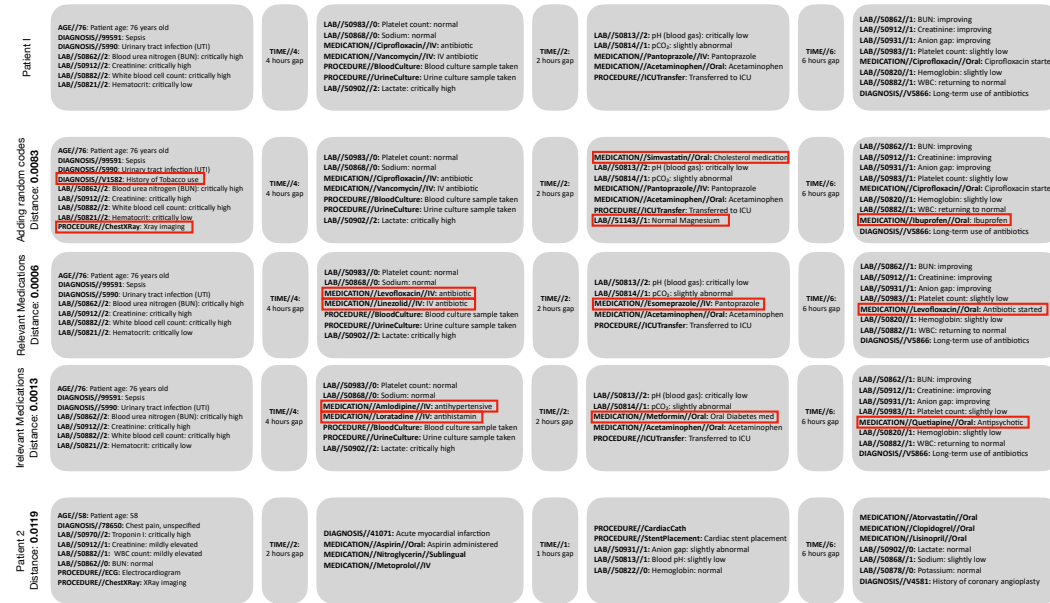 Patient I
AGE//76: Patient age: 76 years old
DIAGNOSIS//99591: Sepsis
DIAGNOSIS//5990: Urinary tract infection (UTI)
LAB//50862//2: Blood urea nitrogen (BUN): critically high
LAB//50912//2: Creatinine: critically high
LAB//50882//2: White blood cell count: critically high
LAB//50821//2: Hematocrit: critically low
TIME//4:
4 hours gap
LAB//50983//0: Platelet count: normal
LAB//50868//0: Sodium: normal
MEDICATION//Ciprofloxacin//IV: antibiotic
MEDICATION//Vancomycin//IV: IV antibiotic
PROCEDURE//BloodCulture: Blood culture sample taken
PROCEDURE//UrineCulture: Urine culture sample taken
LAB//50902//2: Lactate: critically high
TIME//2:
2 hours gap
LAB//50813//2: pH (blood gas): critically low
LAB//50814//1: pCO₂: slightly abnormal
MEDICATION//Pantoprazole//IV: Pantoprazole
MEDICATION//Acetaminophen//Oral: Acetaminophen
PROCEDURE//ICUTransfer: Transferred to ICU
TIME//6:
6 hours gap
LAB//50862//1: BUN: improving
LAB//50912//1: Creatinine: improving
LAB//50931//1: Anion gap: improving
LAB//50983//1: Platelet count: slightly low
MEDICATION//Ciprofloxacin//Oral: Ciprofloxacin starte
LAB//50820//1: Hemoglobin: slightly low
LAB//50882//1: WBC: returning to normal
DIAGNOSIS//V5866: Long-term use of antibiotics
Adding random codes
Distance: 0.0083
AGE//76: Patient age: 76 years old
DIAGNOSIS//99591: Sepsis
DIAGNOSIS//5990: Urinary tract infection (UTI)
DIAGNOSIS//V1582: History of Tobacco use
LAB//50862//2: Blood urea nitrogen (BUN): critically high
LAB//50912//2: Creatinine: critically high
LAB//50882//2: White blood cell count: critically high
LAB//50821//2: Hematocrit: critically low
PROCEDURE//ChestXRay: Xray imaging
TIME//4:
4 hours gap
LAB//50983//0: Platelet count: normal
LAB//50868//0: Sodium: normal
MEDICATION//Ciprofloxacin//IV: antibiotic
MEDICATION//Vancomycin//IV: IV antibiotic
PROCEDURE//BloodCulture: Blood culture sample taken
PROCEDURE//UrineCulture: Urine culture sample taken
LAB//50902//2: Lactate: critically high
TIME//2:
2 hours gap
MEDICATION//Simvastatin//Oral: Cholesterol medication
LAB//50813//2: pH (blood gas): critically low
LAB//50814//1: pCO₂: slightly abnormal
MEDICATION//Pantoprazole//IV: Pantoprazole
MEDICATION//Acetaminophen//Oral: Acetaminophen
PROCEDURE//ICUTransfer: Transferred to ICU
LAB//51143//1: Normal Magnesium
TIME//6:
6 hours gap
LAB//50862//1: BUN: improving
LAB//50912//1: Creatinine: improving
LAB//50931//1: Anion gap: improving
LAB//50983//1: Platelet count: slightly low
MEDICATION//Ciprofloxacin//Oral: Ciprofloxacin starte
LAB//50820//1: Hemoglobin: slightly low
LAB//50882//1: WBC: returning to normal
MEDICATION//Ibuprofen//Oral: Ibuprofen
DIAGNOSIS//V5866: Long-term use of antibiotics
Relevant Medications
Distance: 0.0006
AGE//76: Patient age: 76 years old
DIAGNOSIS//99591: Sepsis
DIAGNOSIS//5990: Urinary tract infection (UTI)
LAB//50862//2: Blood urea nitrogen (BUN): critically high
LAB//50912//2: Creatinine: critically high
LAB//50882//2: White blood cell count: critically high
LAB//50821//2: Hematocrit: critically low
TIME//4:
4 hours gap
LAB//50983//0: Platelet count: normal
LAB//50868//0: Sodium: normal
MEDICATION//Levofloxacin//IV: antibiotic
MEDICATION//Linezolid//IV: IV antibiotic
PROCEDURE//BloodCulture: Blood culture sample taken
PROCEDURE//UrineCulture: Urine culture sample taken
LAB//50902//2: Lactate: critically high
TIME//2:
2 hours gap
LAB//50813//2: pH (blood gas): critically low
LAB//50814//1: pCO₂: slightly abnormal
MEDICATION//Esomeprazole//IV: Pantoprazole
MEDICATION//Acetaminophen//Oral: Acetaminophen
PROCEDURE//ICUTransfer: Transferred to ICU
TIME//6:
6 hours gap
LAB//50862//1: BUN: improving
LAB//50912//1: Creatinine: improving
LAB//50931//1: Anion gap: improving
LAB//50983//1: Platelet count: slightly low
MEDICATION//Levofloxacin//Oral: Antibiotic started
LAB//50820//1: Hemoglobin: slightly low
LAB//50882//1: WBC: returning to normal
DIAGNOSIS//V5866: Long-term use of antibiotics
Irelevant Medications
Distance: 0.0013
AGE//76: Patient age: 76 years old
DIAGNOSIS//99591: Sepsis
DIAGNOSIS//5990: Urinary tract infection (UTI)
LAB//50862//2: Blood urea nitrogen (BUN): critically high
LAB//50912//2: Creatinine: critically high
LAB//50882//2: White blood cell count: critically high
LAB//50821//2: Hematocrit: critically low
TIME//4:
4 hours gap
LAB//50983//0: Platelet count: normal
LAB//50868//0: Sodium: normal
MEDICATION//Amlodipine//IV: antihypertensive
MEDICATION//Loratadine //IV: antihistamin
PROCEDURE//BloodCulture: Blood culture sample taken
PROCEDURE//UrineCulture: Urine culture sample taken
LAB//50902//2: Lactate: critically high
TIME//2:
2 hours gap
LAB//50813//2: pH (blood gas): critically low
LAB//50814//1: pCO₂: slightly abnormal
MEDICATION//Metformin//Oral: Oral Diabetes med
MEDICATION//Acetaminophen//Oral: Acetaminophen
PROCEDURE//ICUTransfer: Transferred to ICU
TIME//6:
6 hours gap
LAB//50862//1: BUN: improving
LAB//50912//1: Creatinine: improving
LAB//50931//1: Anion gap: improving
LAB//50983//1: Platelet count: slightly low
MEDICATION//Quetiapine//Oral: Antipsychotic
LAB//50820//1: Hemoglobin: slightly low
LAB//50882//1: WBC: returning to normal
DIAGNOSIS//V5866: Long-term use of antibiotics
Patient 2
Distance: 0.0119
AGE//58: Patient age: 58
DIAGNOSIS//78650: Chest pain, unspecified
LAB//50970//2: Troponin I: critically high
LAB//50912//1: Creatinine: mildly elevated
LAB//50882//1: WBC count: mildly elevated
LAB//50862//0: BUN: normal
PROCEDURE//ECG: Electrocardiogram
PROCEDURE//ChestXRay: XRay imaging
TIME//2:
2 hours gap
DIAGNOSIS//41071: Acute myocardial infarction
MEDICATION//Aspirin//Oral: Aspirin administered
MEDICATION//Nitroglycerin//Sublingual
MEDICATION//Metoprolol//IV
TIME//1:
1 hours gap
PROCEDURE//CardiacCath
PROCEDURE//StentPlacement: Cardiac stent placement
LAB//50931//1: Anion gap: slightly abnormal
LAB//50813//1: Blood pH: slightly low
LAB//50822//0: Hemoglobin: normal
TIME//6:
6 hours gap
MEDICATION//Atorvastatin//Oral
MEDICATION//Clopidogrel//Oral
MEDICATION//Lisinopril//Oral
LAB//50902//0: Lactate: normal
LAB//50868//1: Sodium: slightly low
LAB//50878//0: Potassium: normal
DIAGNOSIS//V4581: History of coronary angioplasty